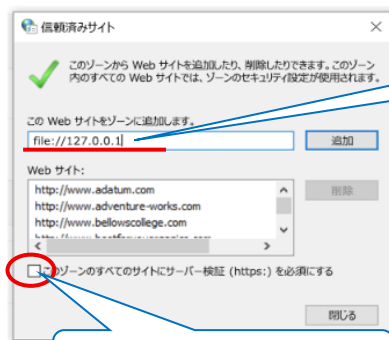 信頼済みサイト
このゾーンから Web サイトを追加したり、削除したりできます。このゾーン
内のすべての Web サイトでは、ゾーンのセキュリティ設定が使用されます。
この Web サイトをゾーンに追加します。
file://127.0.0.1
追加
Web サイト:
http://www.adatum.com
http://www.adventure-works.com
http://www.bellowscollege.com
削除
このゾーンのすべてのサイトにサーバー検証 (https:) を必須にする
閉じる